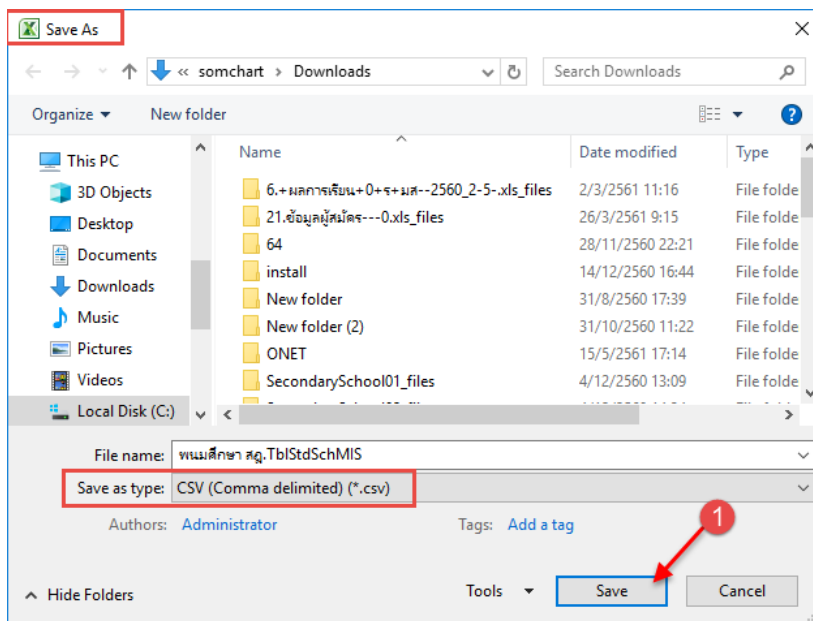 Save As
« somchart > Downloads
Search Downloads
Organize
New folder
Name
Date modified
Type
This PC
3D Objects
Desktop
Documents
Downloads
Music
Pictures
Videos
Local Disk (C:)
6.+ผลการเรียน+0+ร+มส--2560_2-5-.xls_files 2/3/2561 11:16 File folde
21.ข้อมูลผู้สมัคร---0.xls_files 26/3/2561 9:15 File folde
64 28/11/2560 22:21 File folde
install 14/12/2560 16:44 File folde
New folder 31/8/2560 17:39 File folde
New folder (2) 31/10/2560 11:22 File folde
ONET 15/5/2561 17:14 File folde
SecondarySchool01_files 4/12/2560 13:09 File folde
File name: พนมศึกษา สฎ.TblStdSchMIS
Save as type: CSV (Comma delimited) (*.csv)
Authors: Administrator
Tags: Add a tag
1
Hide Folders
Tools
Save
Cancel